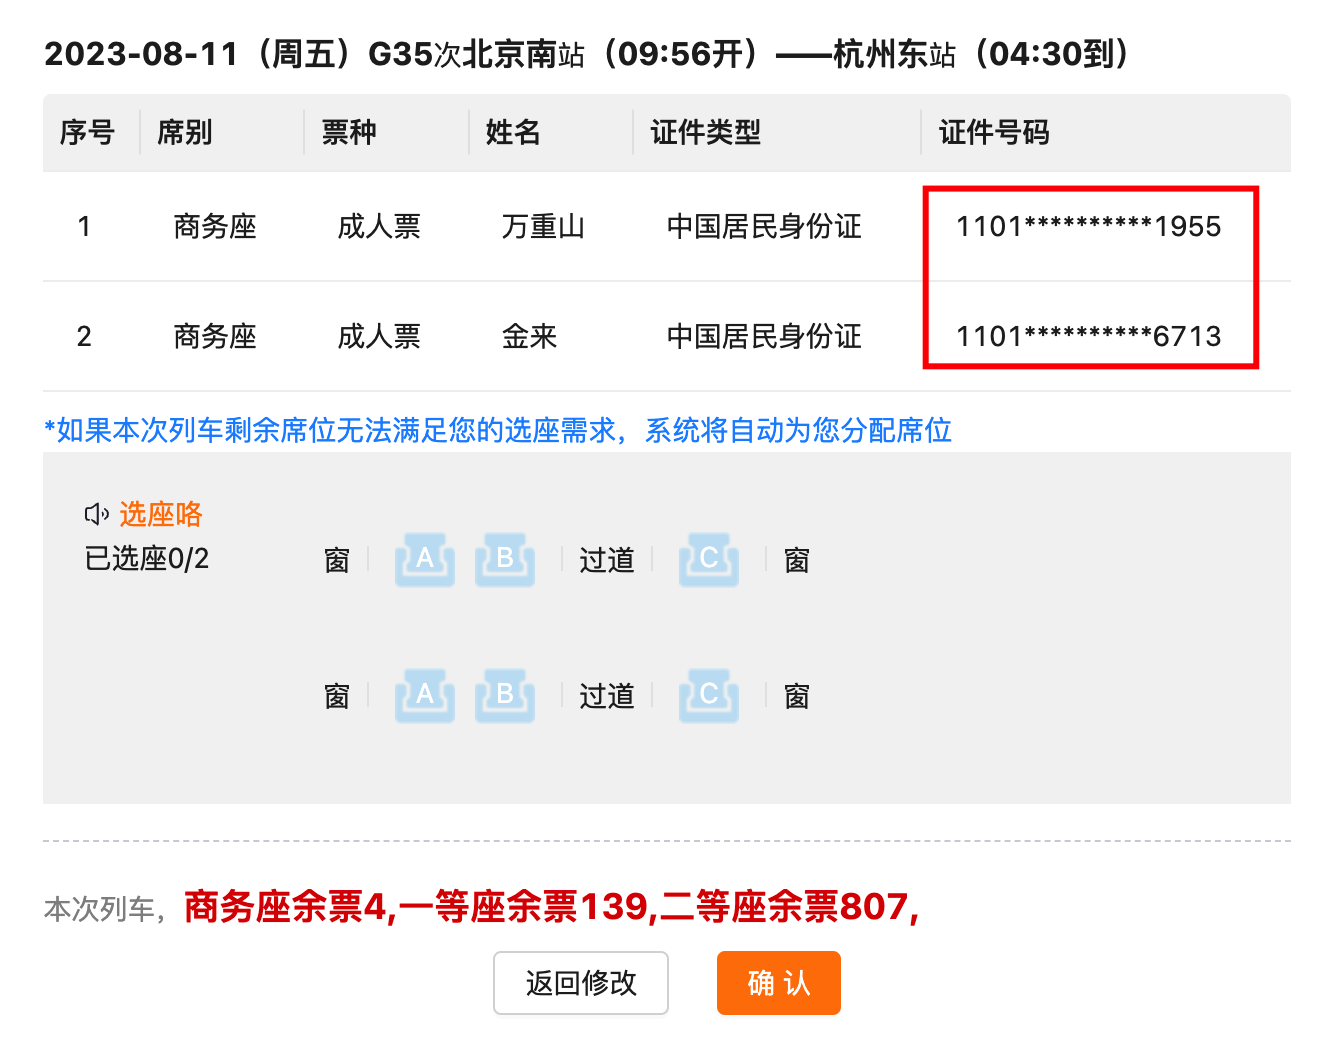 2023-08-11（周五）G35次北京南站（09:56开）——杭州东站（04:30到）
序号 席别 票种 姓名 证件类型 证件号码
1 商务座 成人票 万重山 中国居民身份证 1101**********1955
2 商务座 成人票 金来 中国居民身份证 1101**********6713
*如果本次列车剩余席位无法满足您的选座需求，系统将自动为您分配席位
选座咯
已选座0/2 窗 A B 过道 C 窗
窗 A B 过道 C 窗
本次列车，商务座余票4,一等座余票139,二等座余票807,
返回修改 确认